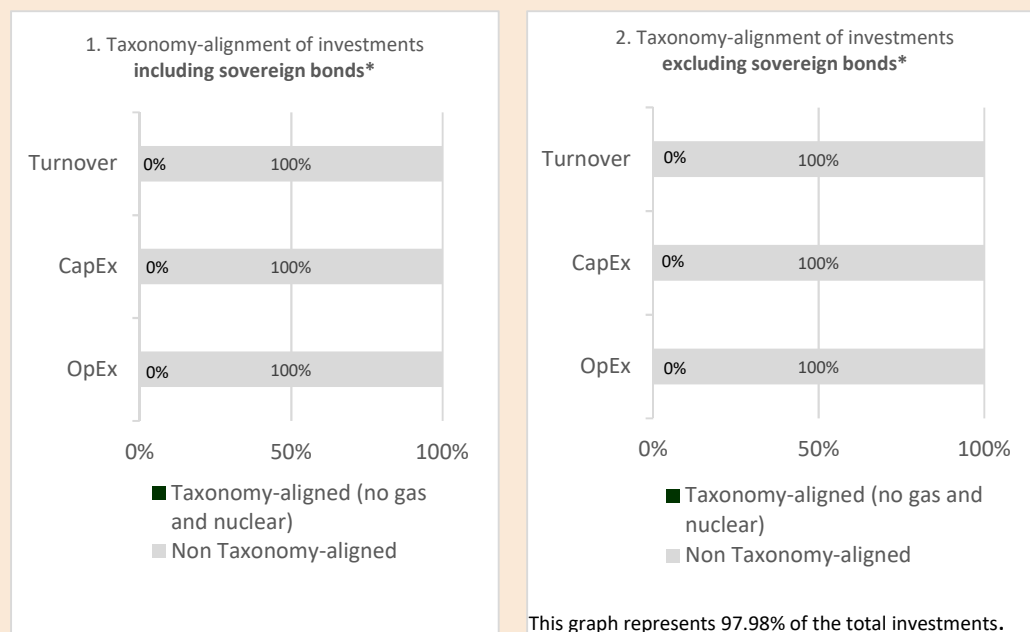 1. Taxonomy-alignment of investments
including sovereign bonds*
Turnover
0%
100%
CapEx
0%
100%
OpEx
0%
100%
0%
50%
100%
Taxonomy-aligned (no gas
and nuclear)
Non Taxonomy-aligned
2. Taxonomy-alignment of investments
excluding sovereign bonds*
Turnover
0%
100%
CapEx
0%
100%
OpEx
0%
100%
0%
50%
100%
Taxonomy-aligned (no gas and
nuclear)
Non Taxonomy-aligned
This graph represents 97.98% of the total investments.